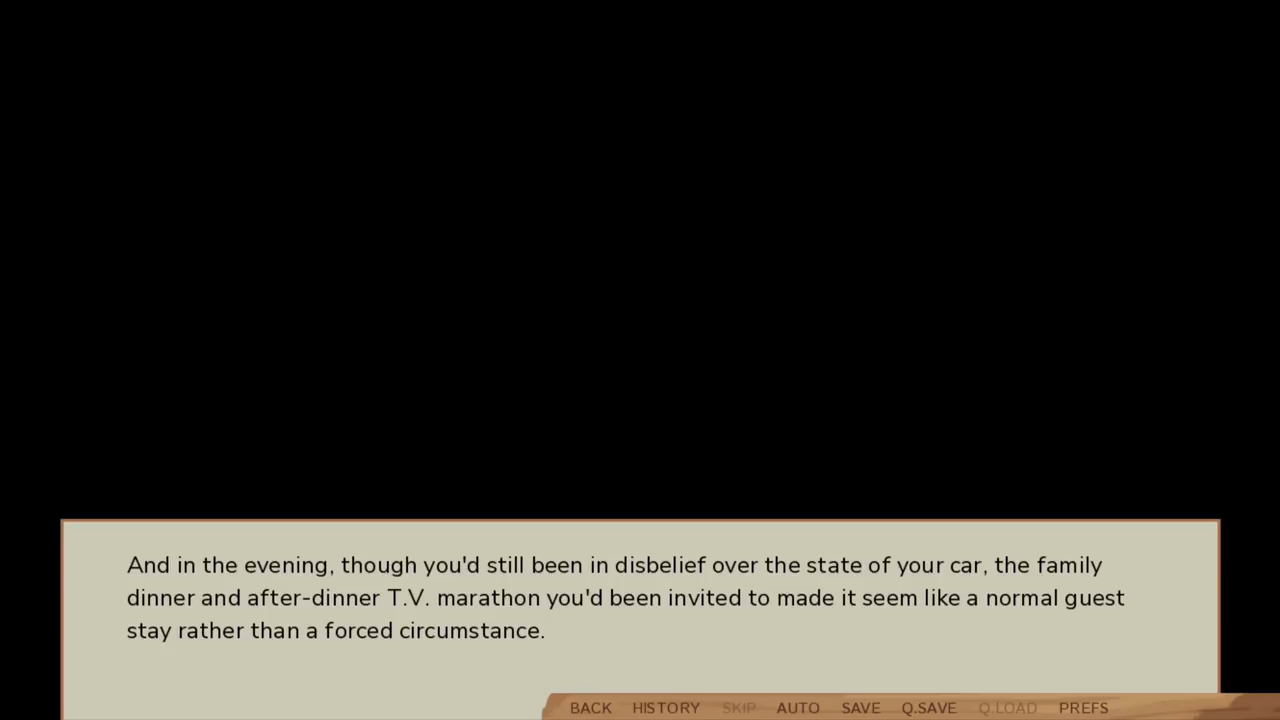 And in the evening, though you'd still been in disbelief over the state of your car, the family
dinner and after-dinner T.V. marathon you'd been invited to made it seem like a normal guest
stay rather than a forced circumstance.
BACK HISTORY SKIP AUTO SAVE Q.SAVE Q.LOAD PREFS